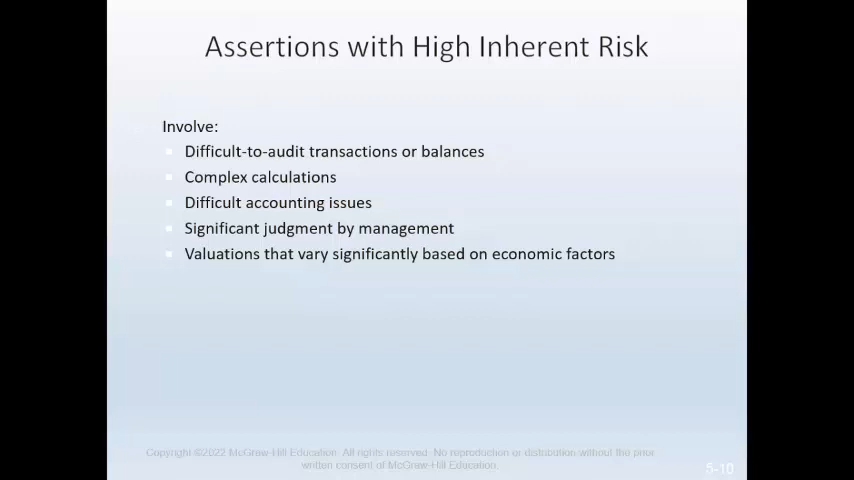 Assertions with High Inherent Risk
Involve:
Difficult-to-audit transactions or balances
Complex calculations
Difficult accounting issues
Significant judgment by management
Valuations that vary significantly based on economic factors
Copyright ©2022 McGraw-Hill Education. All rights reserved. No reproduction or distribution without the prior
written consent of McGraw-Hill Education.
5-10